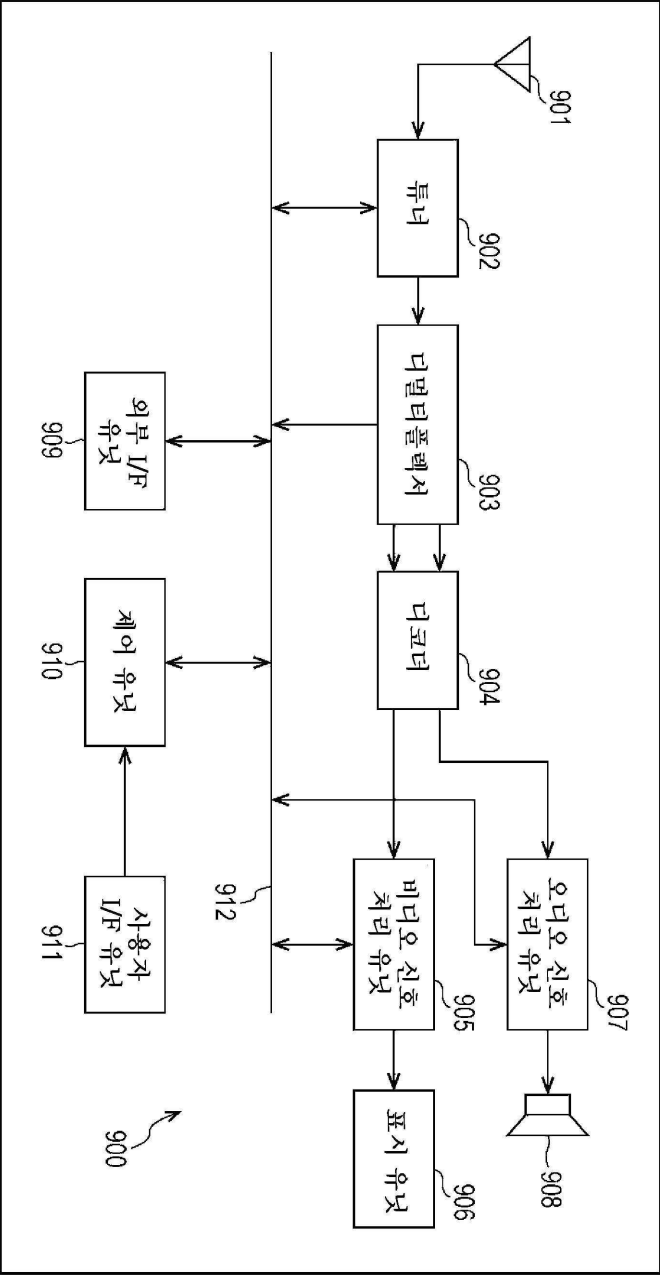 901
튜너
902
디멀티플렉서
903
디코더
904
오디오 신호
처리 유닛
907
908
비디오 신호
처리 유닛
905
표시 유닛
906
912
외부 I/F
유닛
909
제어 유닛
910
사용자
I/F 유닛
911
900